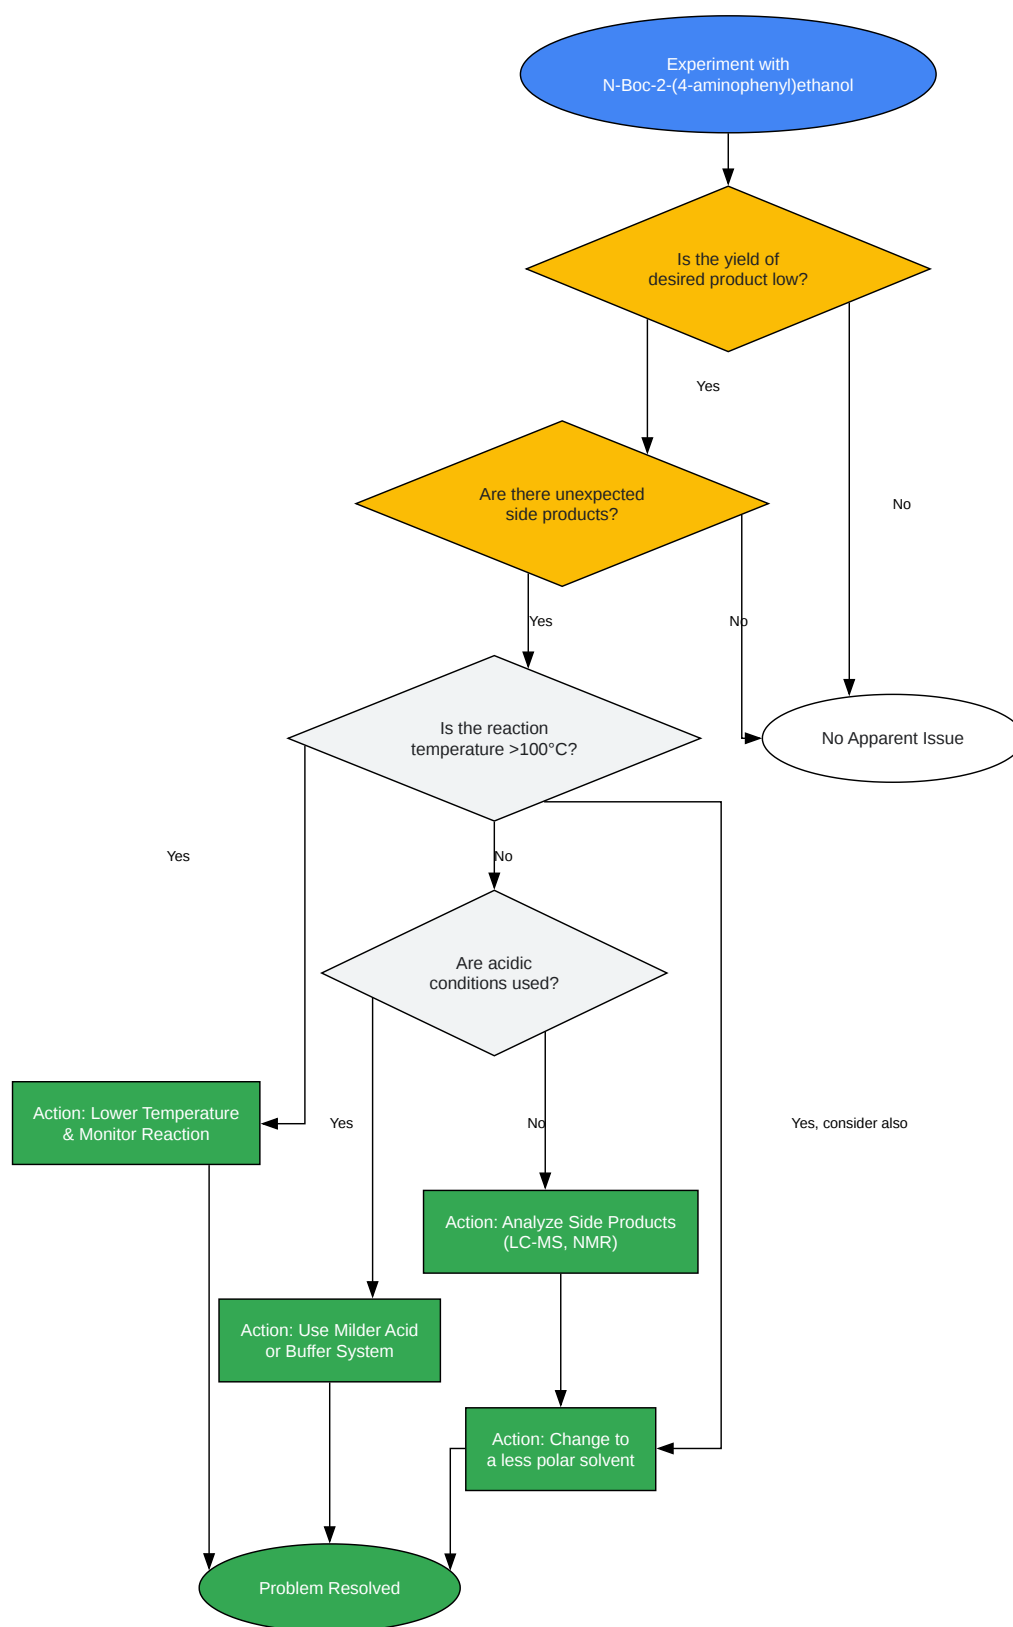 Experiment with
N-Boc-2-(4-aminophenyl)ethanol
Is the yield of
desired product low?
Yes
Are there unexpected
side products?
No
Yes
No
Is the reaction
temperature >100°C?
No Apparent Issue
Yes
No
Are acidic
conditions used?
Action: Lower Temperature
& Monitor Reaction
Yes
No
Yes, consider also
Action: Analyze Side Products
(LC-MS, NMR)
Action: Use Milder Acid
or Buffer System
Action: Change to
a less polar solvent
Problem Resolved